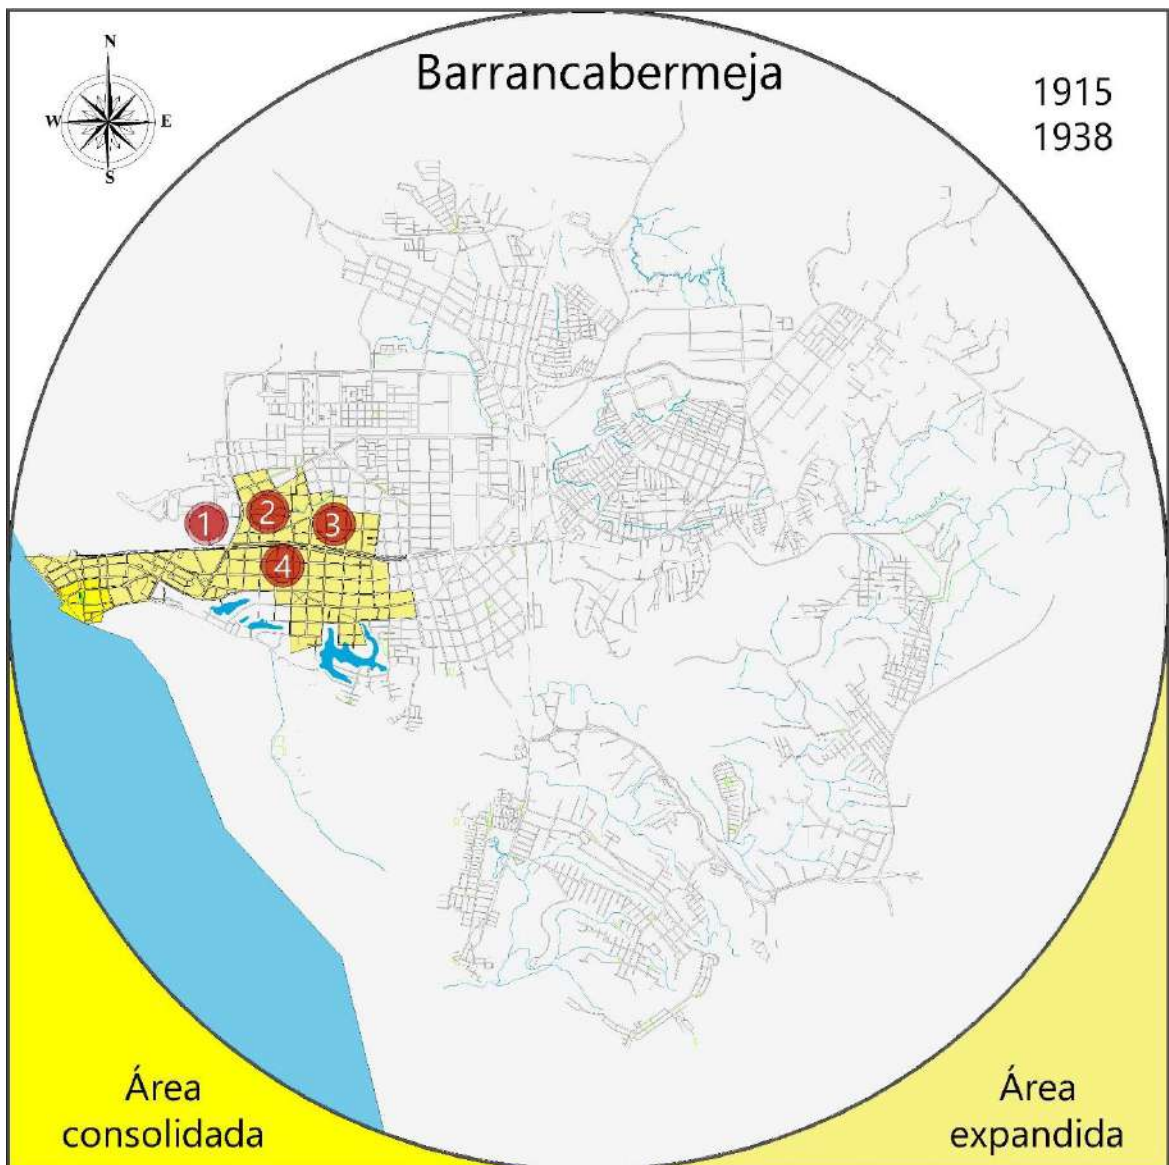 N
W E
S
Barrancabermeja
1915
1938
1
2
3
4
Área
consolidada
Área
expandida